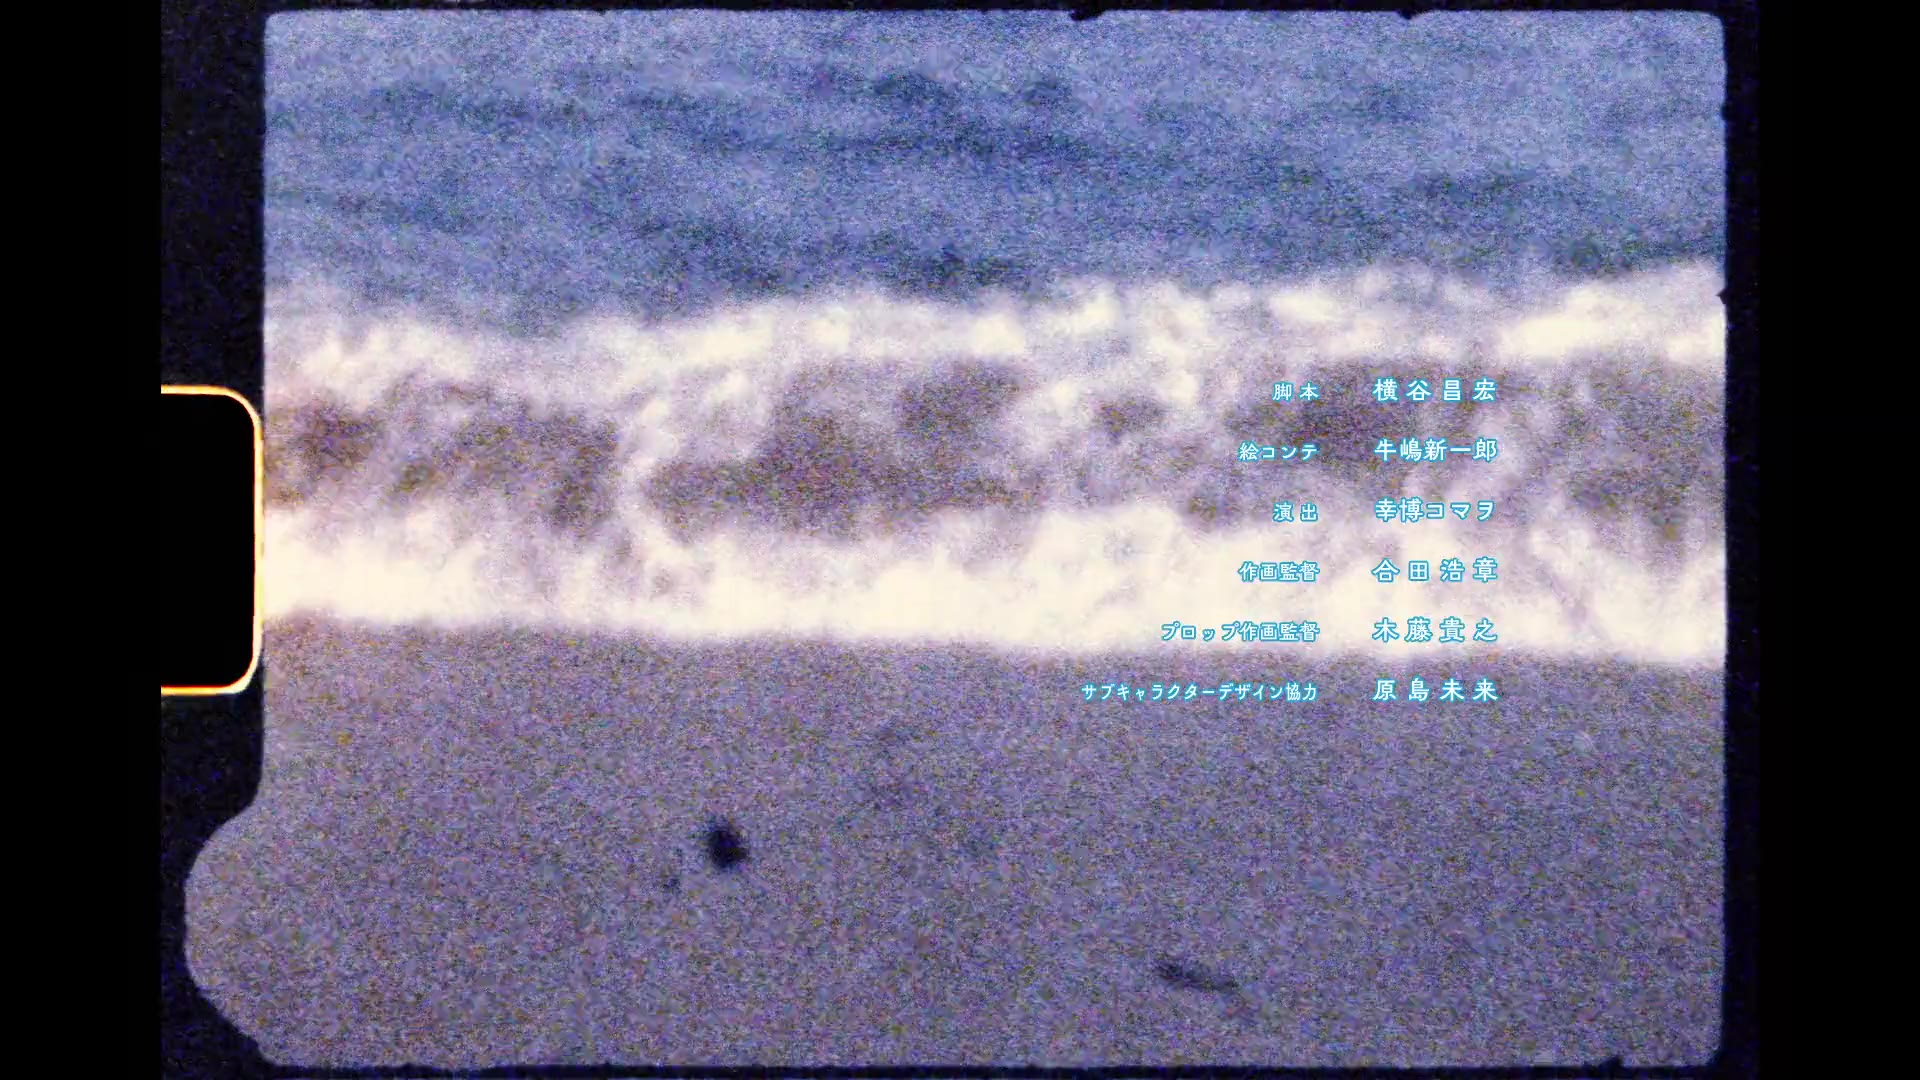 脚本 横谷昌宏
絵コンテ 牛嶋新一郎
演出 幸博コマヲ
作画監督 合田浩章
プロップ作画監督 木藤貴之
サブキャラクターデザイン協力 原島未来